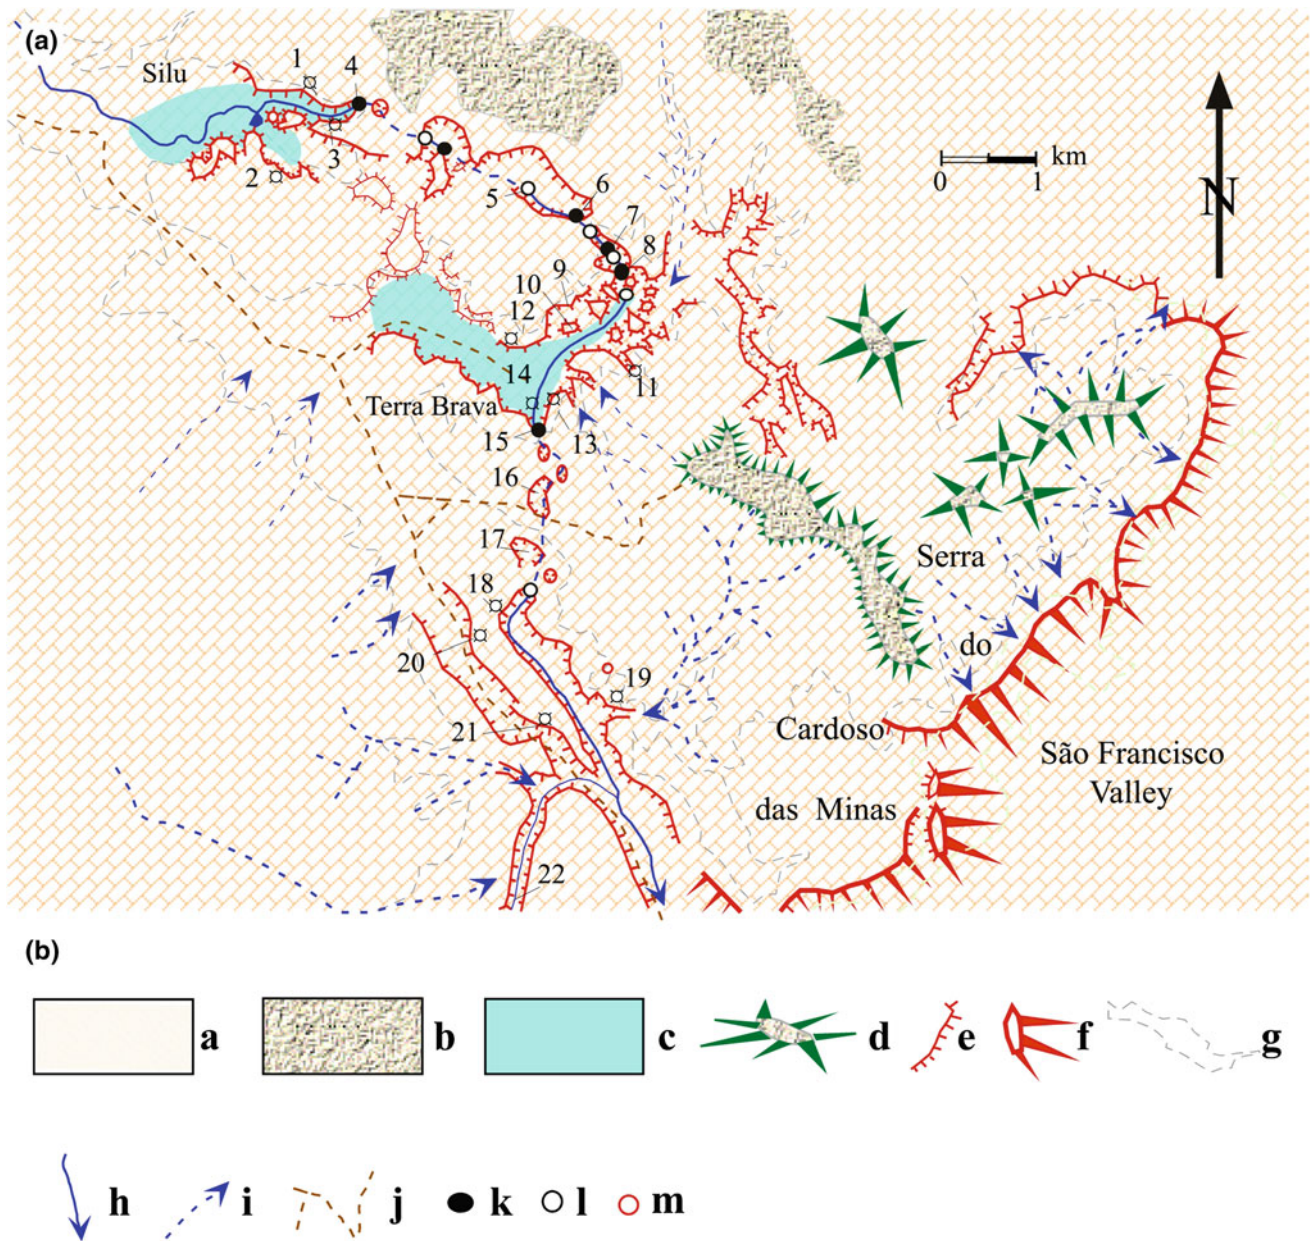 (a)
Silu
1
4
3
2
km
0
1
N
5
6
7
8
10
9
12
14
11
Terra Brava
13
15
16
17
18
20
19
21
22
Serra
do
Cardoso
das Minas
São Francisco
Valley
(b)
a
b
c
d
e
f
g
h
i
j
k
l
m